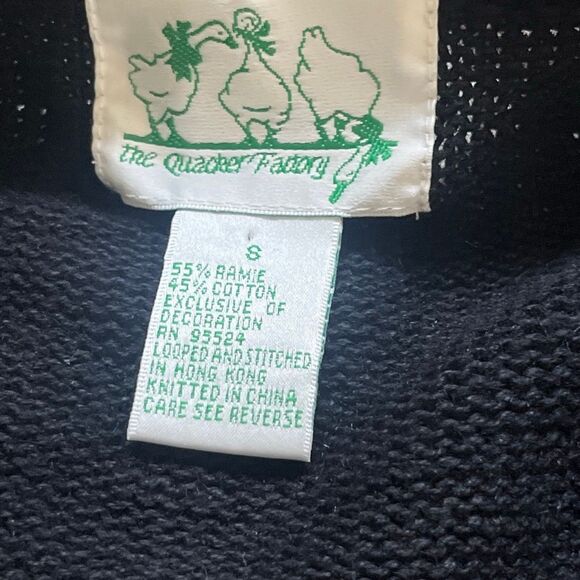 the Quacker Factory
S
55% RAMIE
45% COTTON
EXCLUSIVE OF
DECORATION
RN 95524
LOOPED AND STITCHED
IN HONG KONG
KNITTED IN CHINA
CARE SEE REVERSE